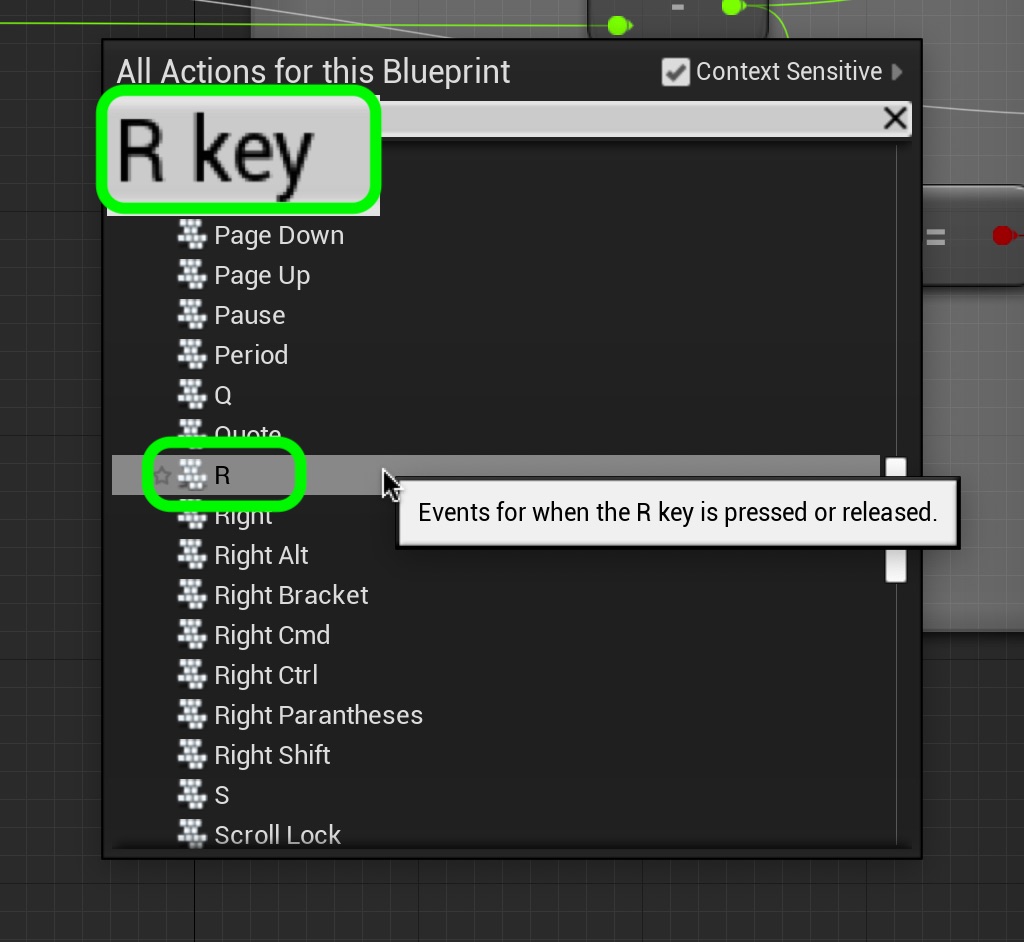 All Actions for this Blueprint
Context Sensitive
R key
Page Down
Page Up
Pause
Period
Q
Quote
R
Events for when the R key is pressed or released.
Right
Right Alt
Right Bracket
Right Cmd
Right Ctrl
Right Parantheses
Right Shift
S
Scroll Lock